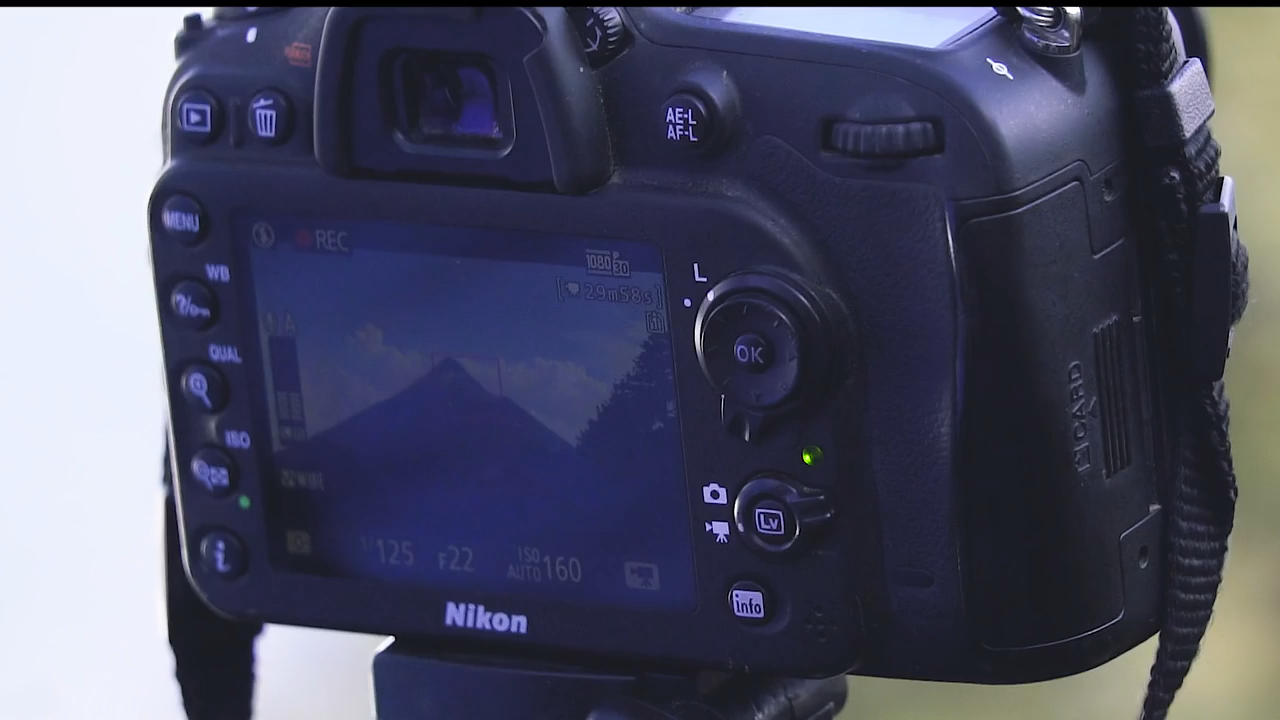 AE-L
AF-L
MENU
REC
1080 P 30
[29m58s]
WB
L
QUAL
OK
ISO
CARD
1/125 F22 ISO AUTO 160
Lv
i
info
Nikon